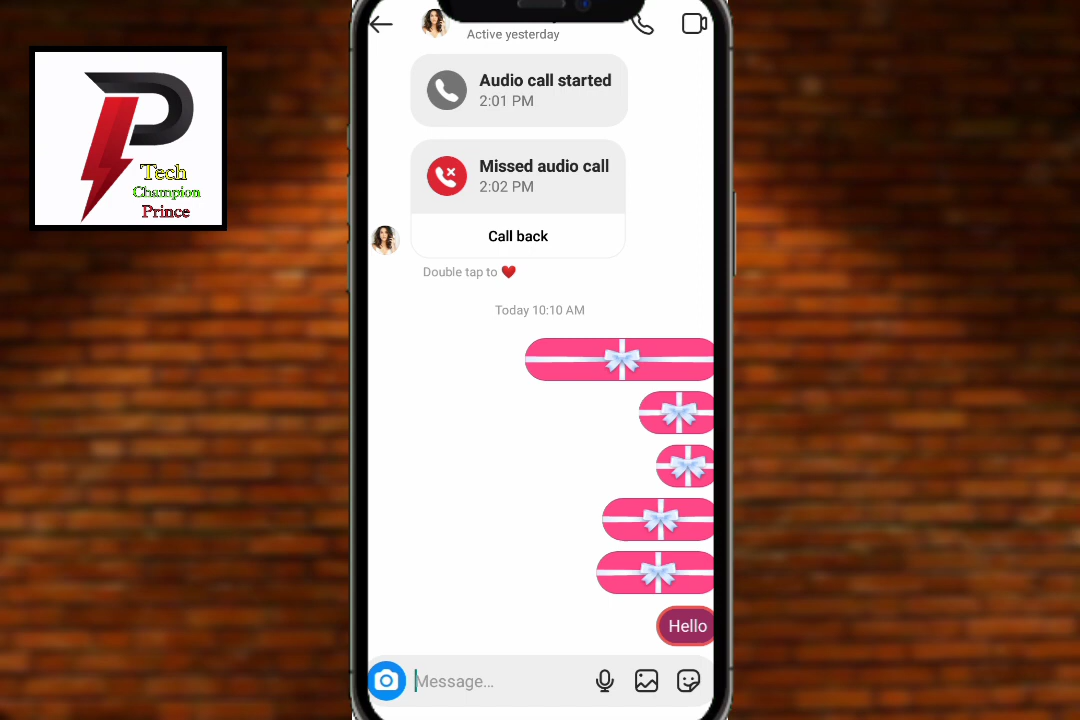 Tech
Champion
Prince
Active yesterday
Audio call started
2:01 PM
Missed audio call
2:02 PM
Call back
Double tap to ❤️
Today 10:10 AM
Hello
Message...